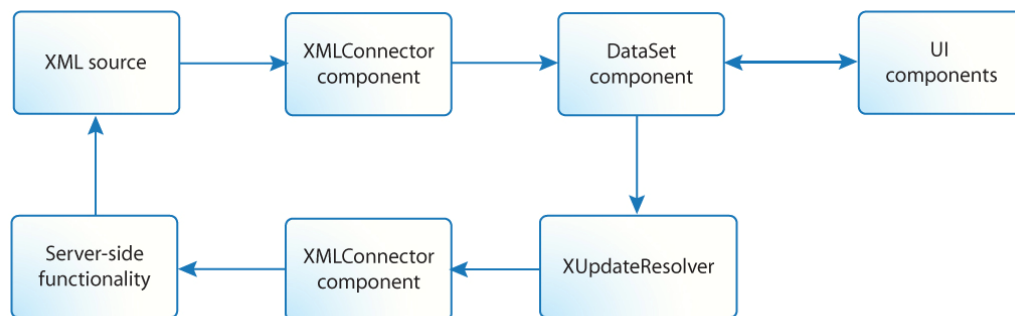 XML source
XMLConnector
component
DataSet
component
UI
components
Server-side
functionality
XMLConnector
component
XUpdateResolver